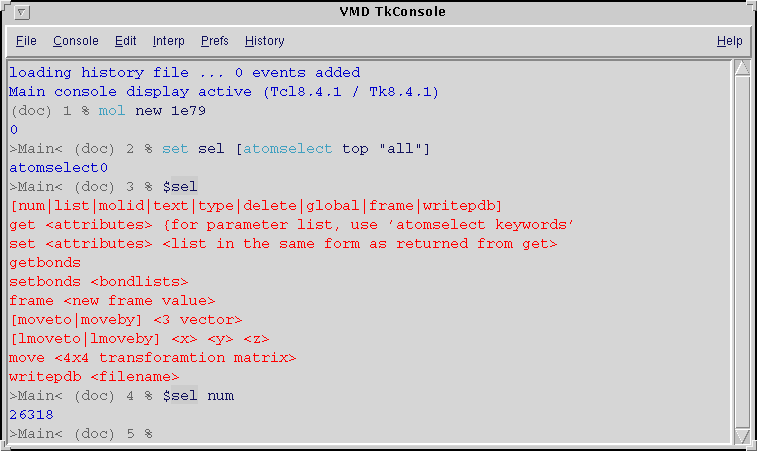 VMD TkConsole
File Console Edit Interp Prefs History Help
loading history file ... 0 events added
Main console display active (Tcl8.4.1 / Tk8.4.1)
(doc) 1 % mol new 1e79
0
>Main< (doc) 2 % set sel [atomselect top "all"]
atomselect0
>Main< (doc) 3 % $sel
[num|list|molid|text|type|delete|global|frame|writepdb]
get <attributes> {for parameter list, use ‘atomselect keywords‘
set <attributes> <list in the same form as returned from get>
getbonds
setbonds <bondlists>
frame <new frame value>
[moveto|moveby] <3 vector>
[lmoveto|lmoveby] <x> <y> <z>
move <4x4 transforamtion matrix>
writepdb <filename>
>Main< (doc) 4 % $sel num
26318
>Main< (doc) 5 %